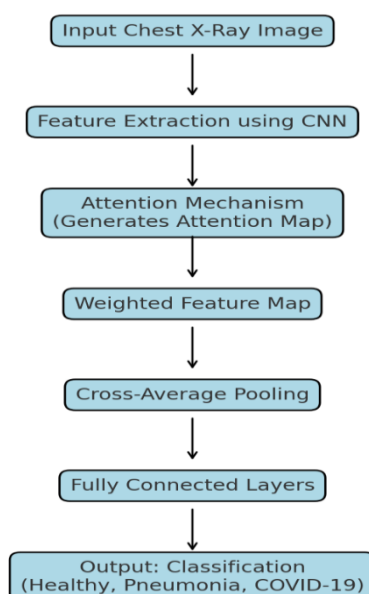 Input Chest X-Ray Image
Feature Extraction using CNN
Attention Mechanism
(Generates Attention Map)
Weighted Feature Map
Cross-Average Pooling
Fully Connected Layers
Output: Classification
(Healthy, Pneumonia, COVID-19)